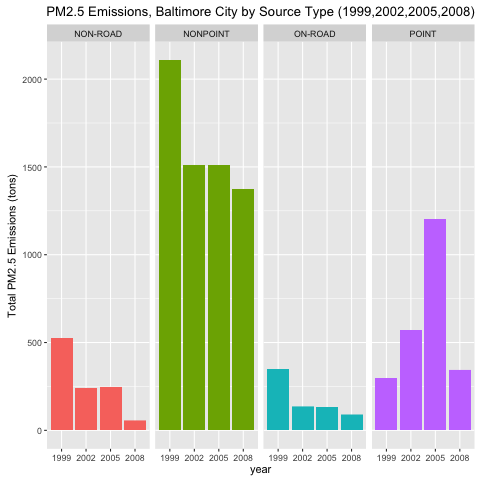 PM2.5 Emissions, Baltimore City by Source Type (1999,2002,2005,2008)
NON-ROAD NONPOINT ON-ROAD POINT
Total PM2.5 Emissions (tons)
2000
1500
1000
500
0
1999 2002 2005 2008 1999 2002 2005 2008 1999 2002 2005 2008 1999 2002 2005 2008
year